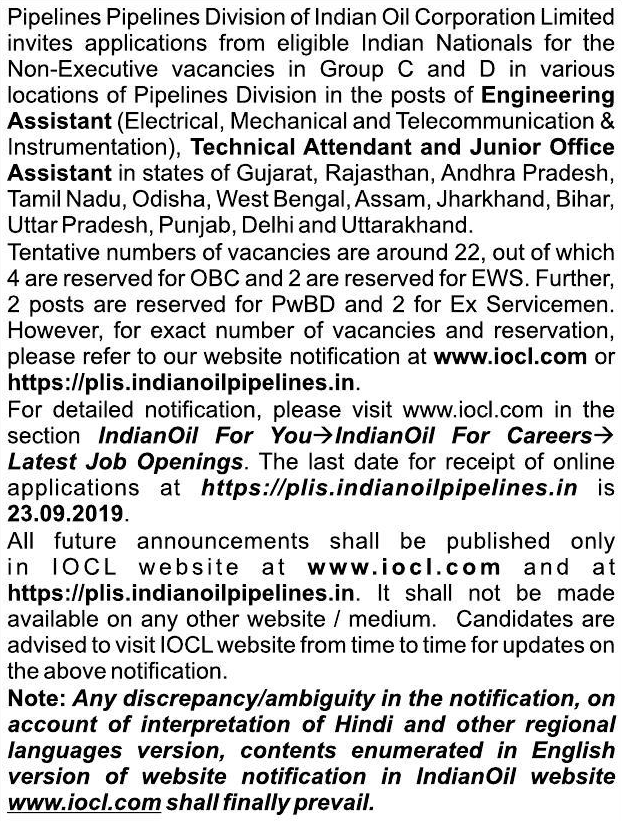 Pipelines Pipelines Division of Indian Oil Corporation Limited
invites applications from eligible Indian Nationals for the
Non-Executive vacancies in Group C and D in various
locations of Pipelines Division in the posts of Engineering
Assistant (Electrical, Mechanical and Telecommunication &
Instrumentation), Technical Attendant and Junior Office
Assistant in states of Gujarat, Rajasthan, Andhra Pradesh,
Tamil Nadu, Odisha, West Bengal, Assam, Jharkhand, Bihar,
Uttar Pradesh, Punjab, Delhi and Uttarakhand.
Tentative numbers of vacancies are around 22, out of which
4 are reserved for OBC and 2 are reserved for EWS. Further,
2 posts are reserved for PwBD and 2 for Ex Servicemen.
However, for exact number of vacancies and reservation,
please refer to our website notification at www.iocl.com or
https://plis.indianoilpipelines.in.
For detailed notification, please visit www.iocl.com in the
section IndianOil For You→IndianOil For Careers→
Latest Job Openings. The last date for receipt of online
applications at https://plis.indianoilpipelines.in is
23.09.2019.
All future announcements shall be published only
in IOCL website at www.iocl.com and at
https://plis.indianoilpipelines.in. It shall not be made
available on any other website / medium. Candidates are
advised to visit IOCL website from time to time for updates on
the above notification.
Note: Any discrepancy/ambiguity in the notification, on
account of interpretation of Hindi and other regional
languages version, contents enumerated in English
version of website notification in IndianOil website
www.iocl.com shall finally prevail.